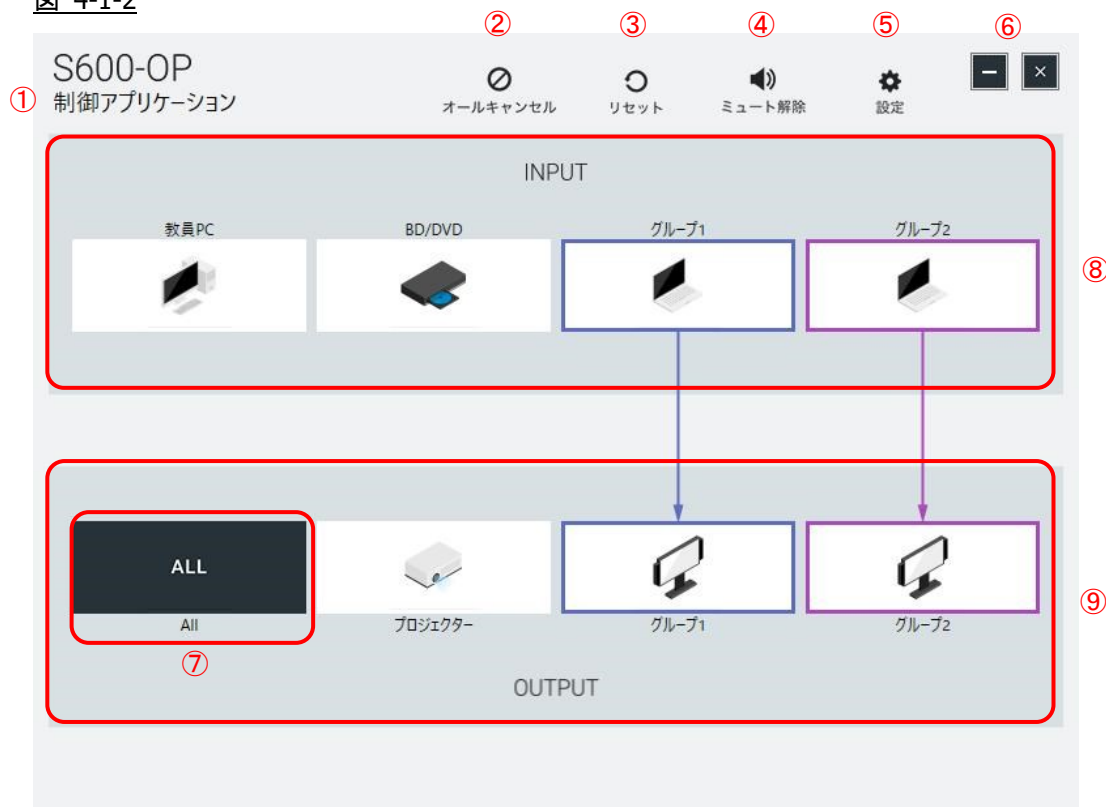 図 4-1-2
② ③ ④ ⑤ ⑥
S600-OP
① 制御アプリケーション
オールキャンセル リセット ミュート解除 設定
INPUT
教員PC BD/DVD グループ1 グループ2
⑧
ALL
⑨
All プロジェクター グループ1 グループ2
⑦
OUTPUT